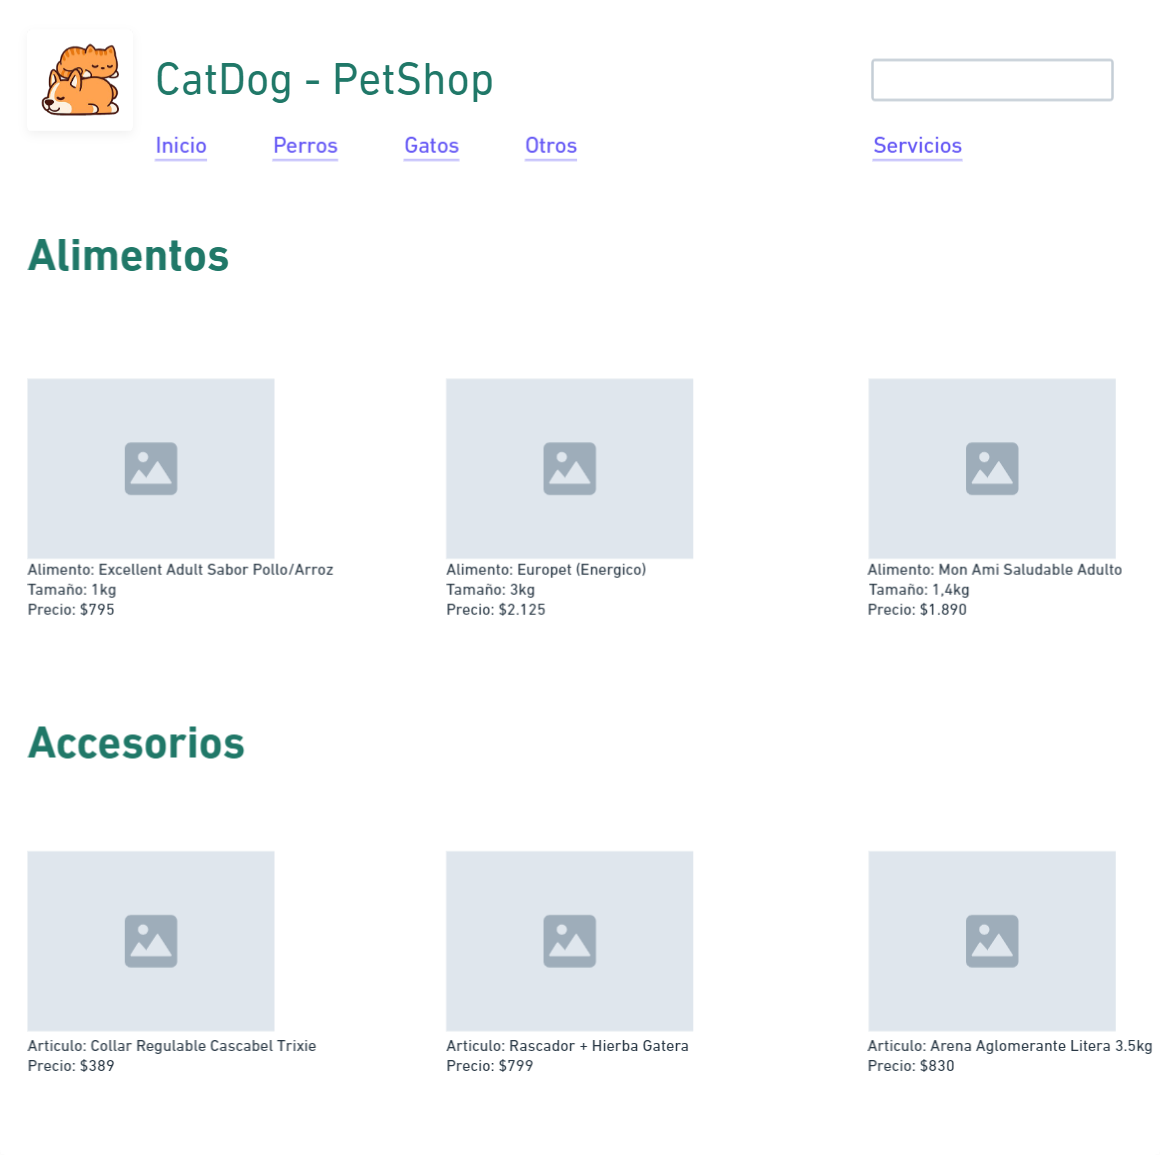 CatDog - PetShop
Inicio Perros Gatos Otros Servicios
Alimentos
Alimento: Excellent Adult Sabor Pollo/Arroz
Tamaño: 1kg
Precio: $795
Alimento: Europet (Energico)
Tamaño: 3kg
Precio: $2.125
Alimento: Mon Ami Saludable Adulto
Tamaño: 1,4kg
Precio: $1.890
Accesorios
Articulo: Collar Regulable Cascabel Trixie
Precio: $389
Articulo: Rascador + Hierba Gatera
Precio: $799
Articulo: Arena Aglomerante Litera 3.5kg
Precio: $830